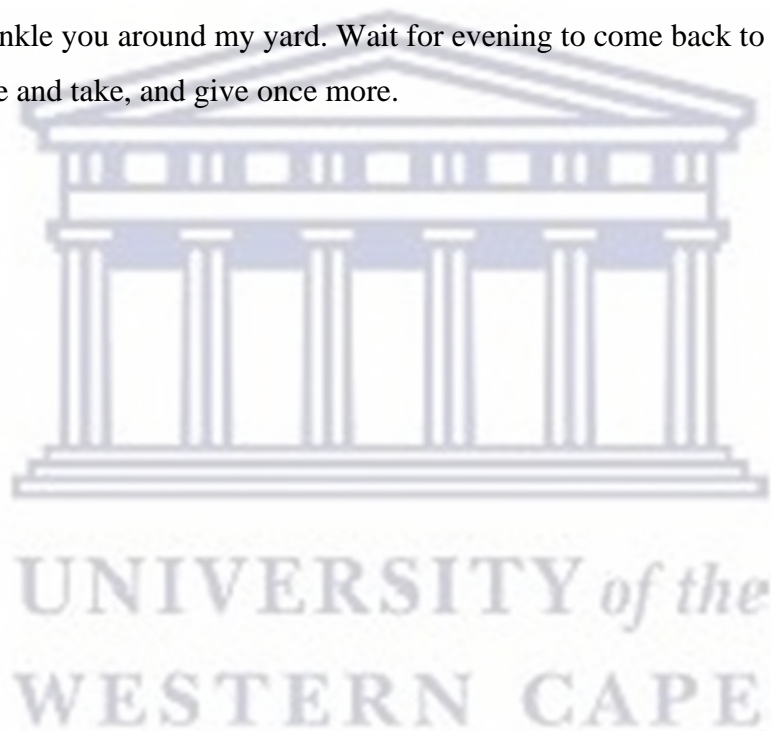 you around my yard. Wait for evening to come back to
and take, and give once more.
UNIVERSITY of the
WESTERN CAPE